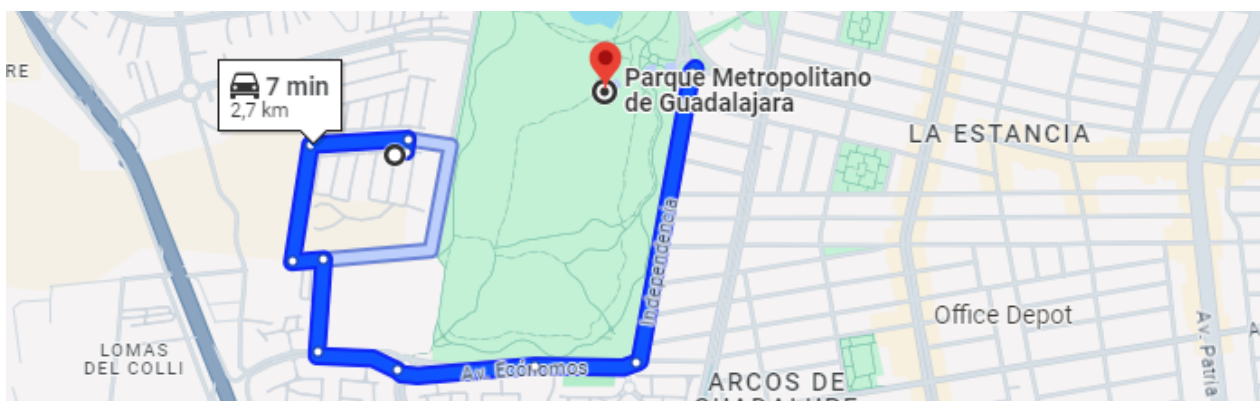 RE
7 min
2,7 km
Parque Metropolitano
de Guadalajara
LA ESTANCIA
Independencia
Office Depot
Av. Patria
LOMAS
DEL COLLI
Av. Ecónomos
ARCOS DE
GUADALUPE
A